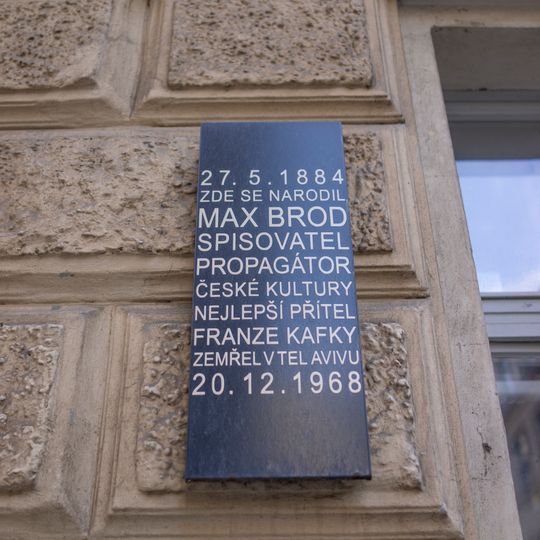 27. 5. 1884
ZDE SE NARODIL
MAX BROD
SPISOVATEL
PROPAGÁTOR
ČESKÉ KULTURY
NEJLEPŠÍ PŘÍTEL
FRANZE KAFKY
ZEMŘEL V TEL AVIVU
20. 12. 1968